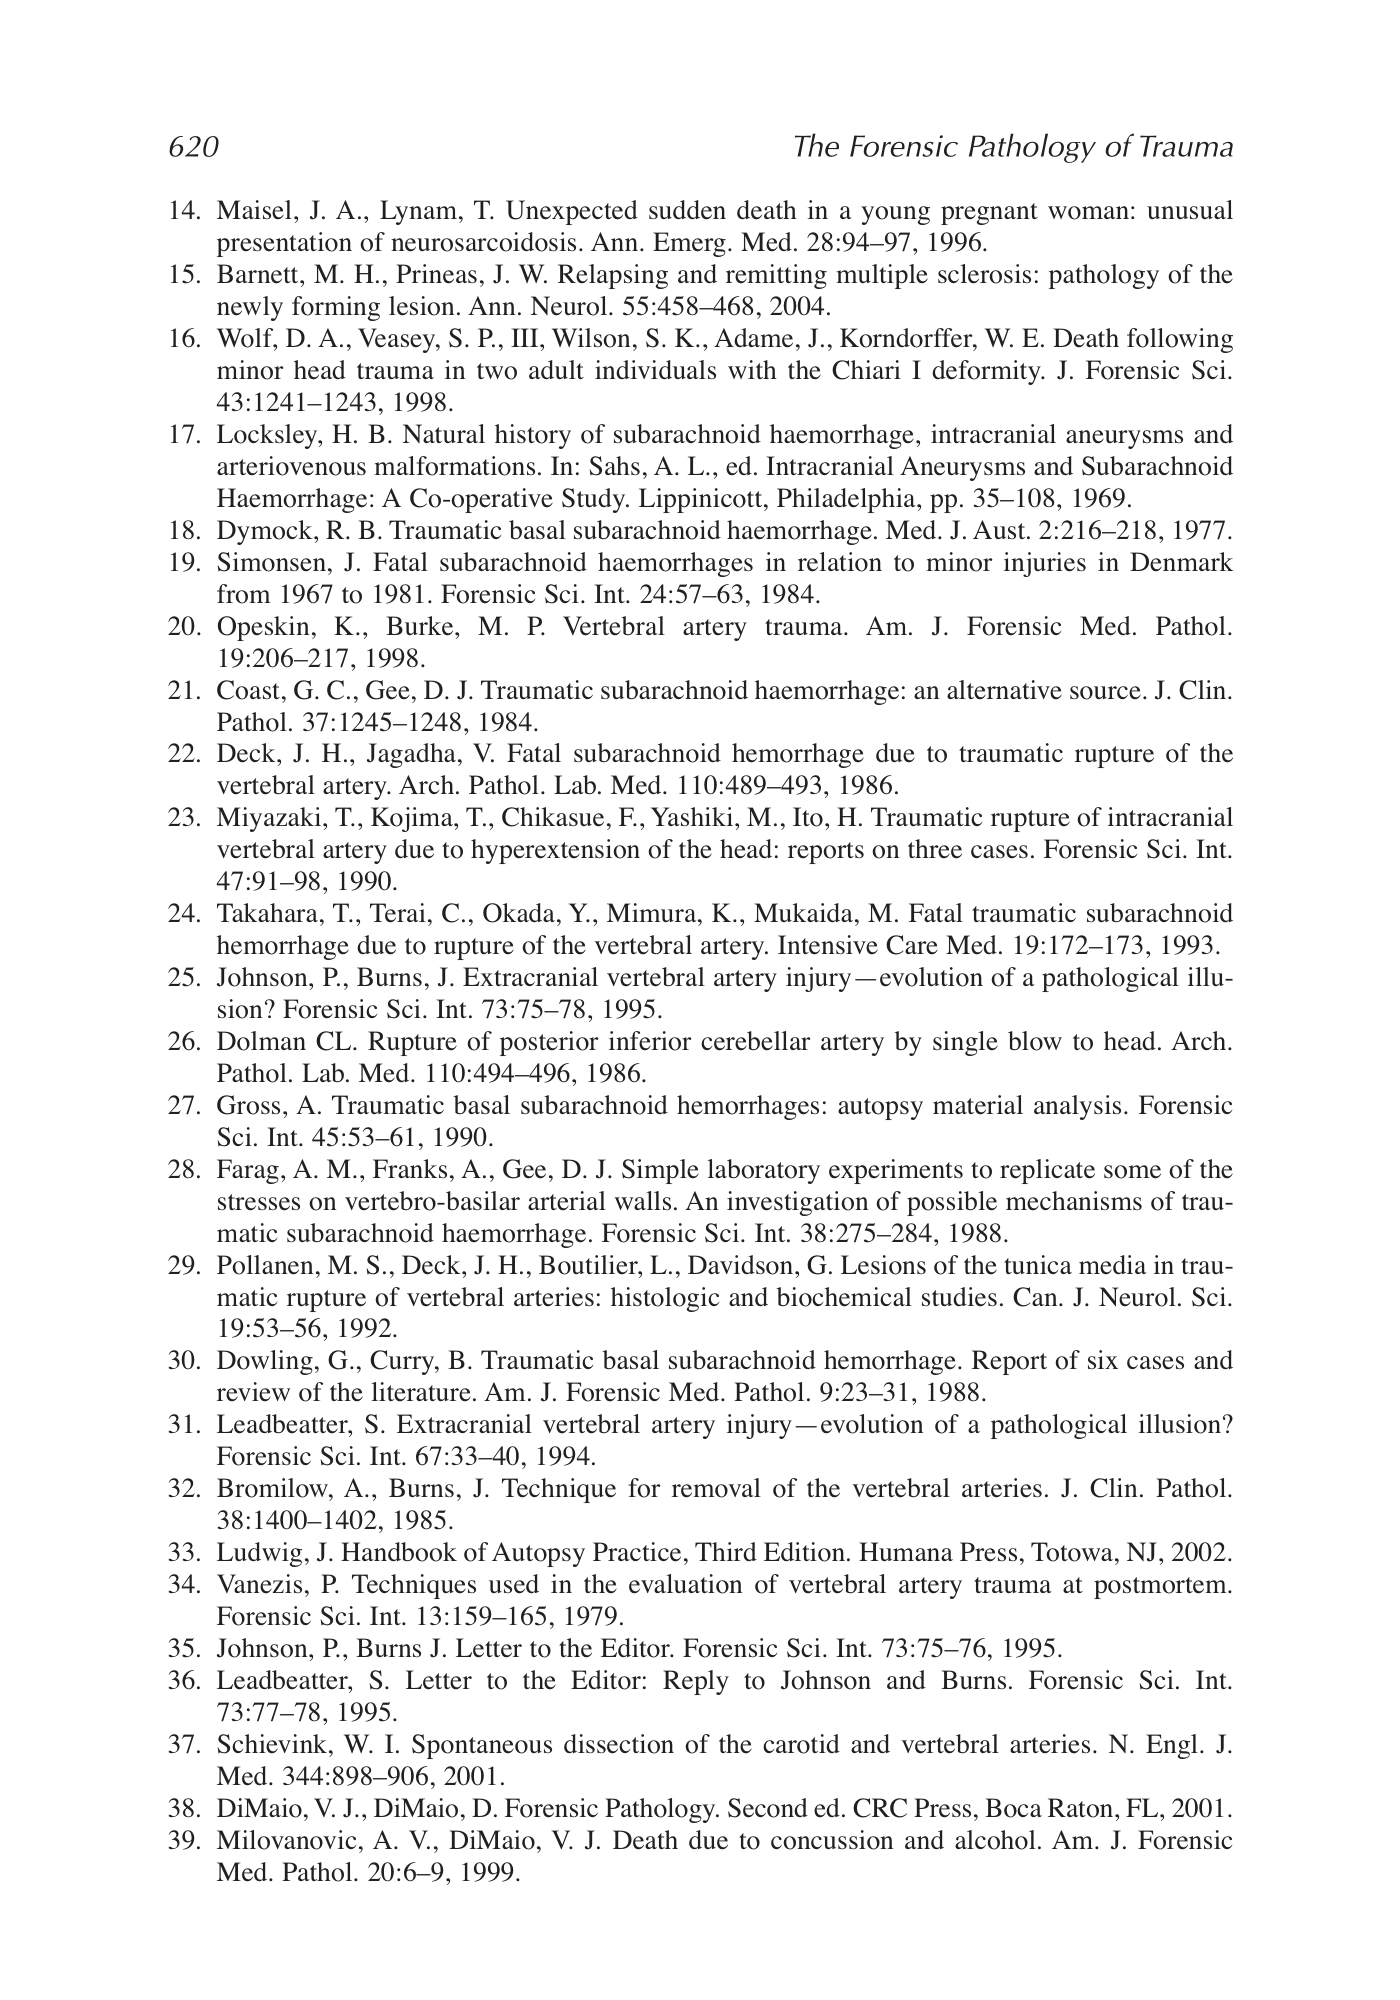 620 The Forensic Pathology of Trauma
14. Maisel, J. A., Lynam, T. Unexpected sudden death in a young pregnant woman: unusual
presentation of neurosarcoidosis. Ann. Emerg. Med. 28:94–97, 1996.
15. Barnett, M. H., Prineas, J. W. Relapsing and remitting multiple sclerosis: pathology of the
newly forming lesion. Ann. Neurol. 55:458–468, 2004.
16. Wolf, D. A., Veasey, S. P., III, Wilson, S. K., Adame, J., Korndorffer, W. E. Death following
minor head trauma in two adult individuals with the Chiari I deformity. J. Forensic Sci.
43:1241–1243, 1998.
17. Locksley, H. B. Natural history of subarachnoid haemorrhage, intracranial aneurysms and
arteriovenous malformations. In: Sahs, A. L., ed. Intracranial Aneurysms and Subarachnoid
Haemorrhage: A Co-operative Study. Lippinicott, Philadelphia, pp. 35–108, 1969.
18. Dymock, R. B. Traumatic basal subarachnoid haemorrhage. Med. J. Aust. 2:216–218, 1977.
19. Simonsen, J. Fatal subarachnoid haemorrhages in relation to minor injuries in Denmark
from 1967 to 1981. Forensic Sci. Int. 24:57–63, 1984.
20. Opeskin, K., Burke, M. P. Vertebral artery trauma. Am. J. Forensic Med. Pathol.
19:206–217, 1998.
21. Coast, G. C., Gee, D. J. Traumatic subarachnoid haemorrhage: an alternative source. J. Clin.
Pathol. 37:1245–1248, 1984.
22. Deck, J. H., Jagadha, V. Fatal subarachnoid hemorrhage due to traumatic rupture of the
vertebral artery. Arch. Pathol. Lab. Med. 110:489–493, 1986.
23. Miyazaki, T., Kojima, T., Chikasue, F., Yashiki, M., Ito, H. Traumatic rupture of intracranial
vertebral artery due to hyperextension of the head: reports on three cases. Forensic Sci. Int.
47:91–98, 1990.
24. Takahara, T., Terai, C., Okada, Y., Mimura, K., Mukaida, M. Fatal traumatic subarachnoid
hemorrhage due to rupture of the vertebral artery. Intensive Care Med. 19:172–173, 1993.
25. Johnson, P., Burns, J. Extracranial vertebral artery injury—evolution of a pathological illu-
sion? Forensic Sci. Int. 73:75–78, 1995.
26. Dolman CL. Rupture of posterior inferior cerebellar artery by single blow to head. Arch.
Pathol. Lab. Med. 110:494–496, 1986.
27. Gross, A. Traumatic basal subarachnoid hemorrhages: autopsy material analysis. Forensic
Sci. Int. 45:53–61, 1990.
28. Farag, A. M., Franks, A., Gee, D. J. Simple laboratory experiments to replicate some of the
stresses on vertebro-basilar arterial walls. An investigation of possible mechanisms of trau-
matic subarachnoid haemorrhage. Forensic Sci. Int. 38:275–284, 1988.
29. Pollanen, M. S., Deck, J. H., Boutilier, L., Davidson, G. Lesions of the tunica media in trau-
matic rupture of vertebral arteries: histologic and biochemical studies. Can. J. Neurol. Sci.
19:53–56, 1992.
30. Dowling, G., Curry, B. Traumatic basal subarachnoid hemorrhage. Report of six cases and
review of the literature. Am. J. Forensic Med. Pathol. 9:23–31, 1988.
31. Leadbeatter, S. Extracranial vertebral artery injury—evolution of a pathological illusion?
Forensic Sci. Int. 67:33–40, 1994.
32. Bromilow, A., Burns, J. Technique for removal of the vertebral arteries. J. Clin. Pathol.
38:1400–1402, 1985.
33. Ludwig, J. Handbook of Autopsy Practice, Third Edition. Humana Press, Totowa, NJ, 2002.
34. Vanezis, P. Techniques used in the evaluation of vertebral artery trauma at postmortem.
Forensic Sci. Int. 13:159–165, 1979.
35. Johnson, P., Burns J. Letter to the Editor. Forensic Sci. Int. 73:75–76, 1995.
36. Leadbeatter, S. Letter to the Editor: Reply to Johnson and Burns. Forensic Sci. Int.
73:77–78, 1995.
37. Schievink, W. I. Spontaneous dissection of the carotid and vertebral arteries. N. Engl. J.
Med. 344:898–906, 2001.
38. DiMaio, V. J., DiMaio, D. Forensic Pathology. Second ed. CRC Press, Boca Raton, FL, 2001.
39. Milovanovic, A. V., DiMaio, V. J. Death due to concussion and alcohol. Am. J. Forensic
Med. Pathol. 20:6–9, 1999.